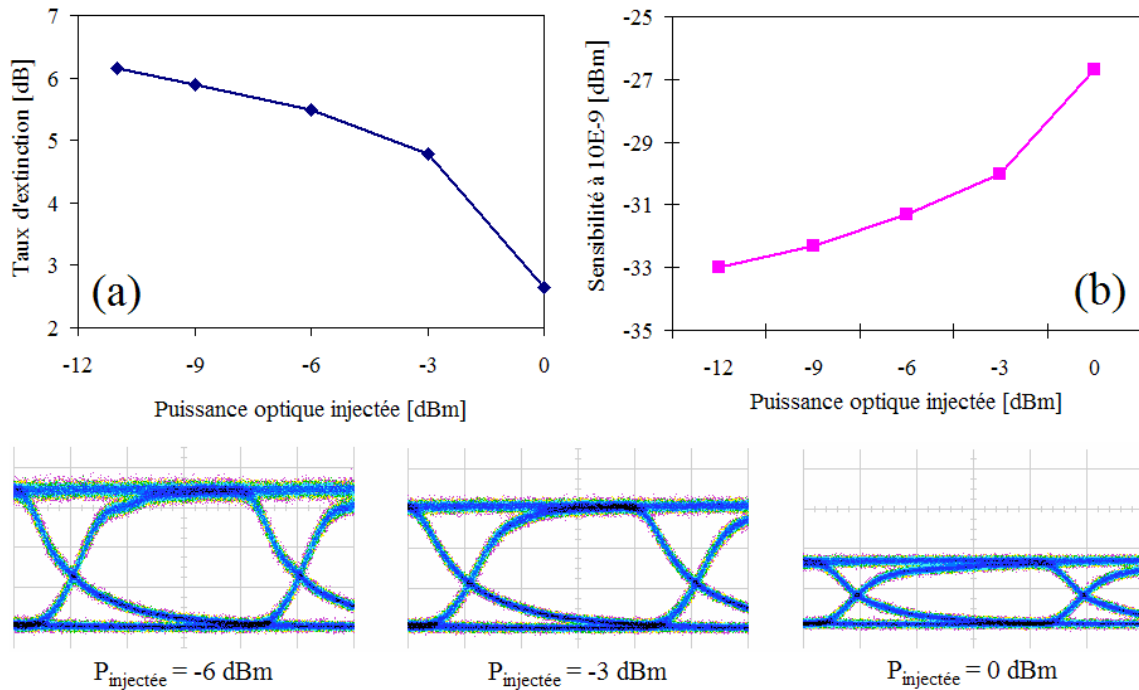 Taux d'extinction [dB]
7
6
5
4
3
2
(a)
-12 -9 -6 -3 0
Puissance optique injectée [dBm]
Sensibilité à 10E-9 [dBm]
-25
-27
-29
-31
-33
-35
(b)
-12 -9 -6 -3 0
Puissance optique injectée [dBm]
Pinjectée = -6 dBm
Pinjectée = -3 dBm
Pinjectée = 0 dBm